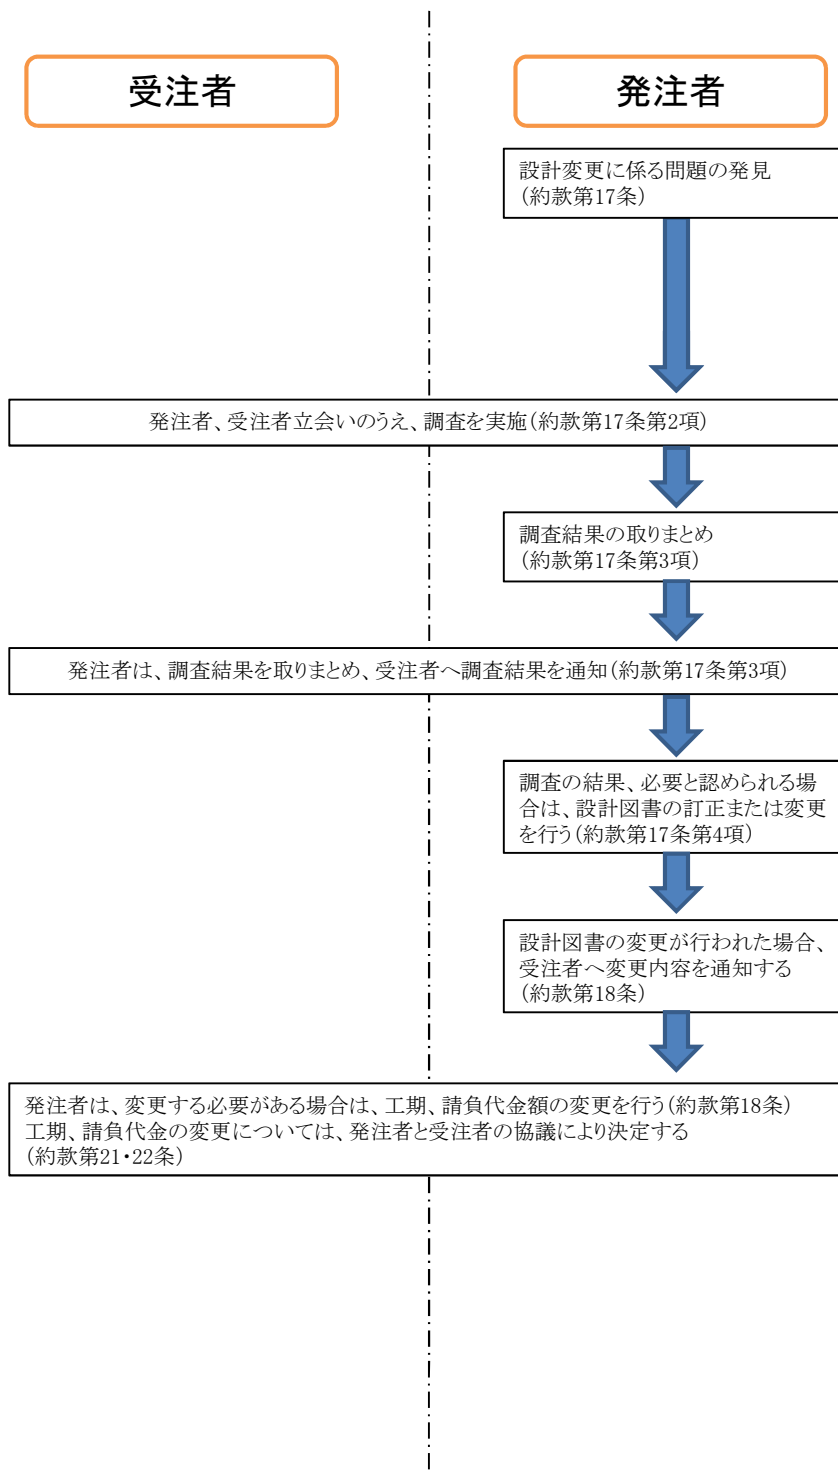 受注者
発注者
設計変更に係る問題の発見
(約款第17条)
発注者、受注者立会いのうえ、調査を実施(約款第17条第2項)
調査結果の取りまとめ
(約款第17条第3項)
発注者は、調査結果を取りまとめ、受注者へ調査結果を通知(約款第17条第3項)
調査の結果、必要と認められる場
合は、設計図書の訂正または変更
を行う(約款第17条第4項)
設計図書の変更が行われた場合、
受注者へ変更内容を通知する
(約款第18条)
発注者は、変更する必要がある場合は、工期、請負代金額の変更を行う(約款第18条)
工期、請負代金の変更については、発注者と受注者の協議により決定する
(約款第21・22条)